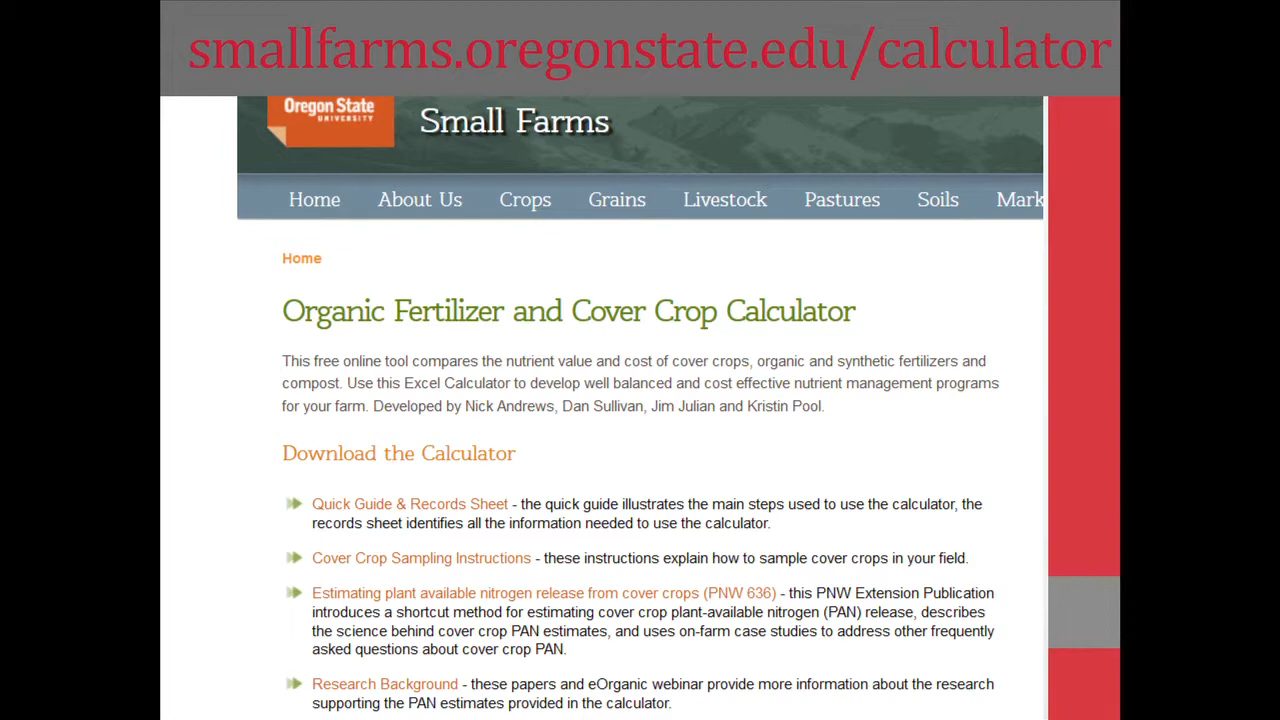 smallfarms.oregonstate.edu/calculator
Oregon State
UNIVERSITY
Small Farms
Home About Us Crops Grains Livestock Pastures Soils Mark
Home
Organic Fertilizer and Cover Crop Calculator
This free online tool compares the nutrient value and cost of cover crops, organic and synthetic fertilizers and
compost. Use this Excel Calculator to develop well balanced and cost effective nutrient management programs
for your farm. Developed by Nick Andrews, Dan Sullivan, Jim Julian and Kristin Pool.
Download the Calculator
Quick Guide & Records Sheet - the quick guide illustrates the main steps used to use the calculator, the
records sheet identifies all the information needed to use the calculator.
Cover Crop Sampling Instructions - these instructions explain how to sample cover crops in your field.
Estimating plant available nitrogen release from cover crops (PNW 636) - this PNW Extension Publication
introduces a shortcut method for estimating cover crop plant-available nitrogen (PAN) release, describes
the science behind cover crop PAN estimates, and uses on-farm case studies to address other frequently
asked questions about cover crop PAN.
Research Background - these papers and eOrganic webinar provide more information about the research
supporting the PAN estimates provided in the calculator.